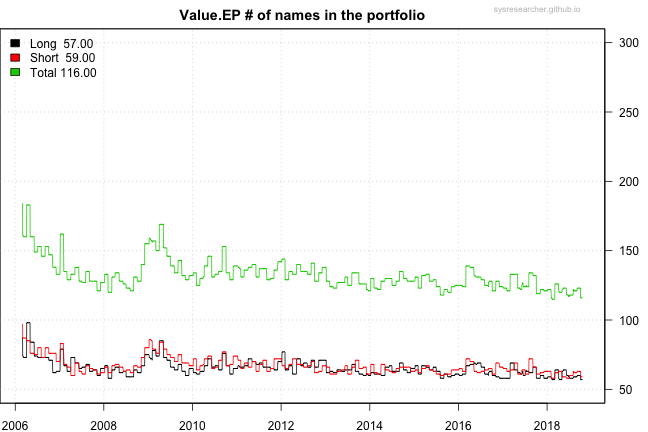 Value.EP # of names in the portfolio
sysresearcher.github.io
Long 57.00
Short 59.00
Total 116.00
300
250
200
150
100
50
2006 2008 2010 2012 2014 2016 2018